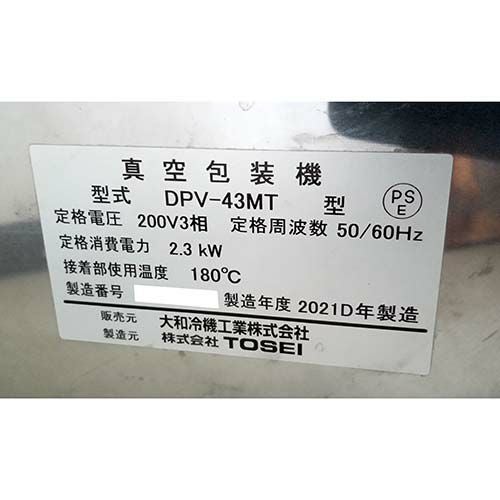 真空包装機
型式 DPV-43MT 型 PSE
定格電圧 200V3相 定格周波数 50/60Hz
定格消費電力 2.3 kW
接着部使用温度 180℃
製造番号 製造年度 2021D年製造
販売元 大和冷機工業株式会社
製造元 株式会社 TOSEI